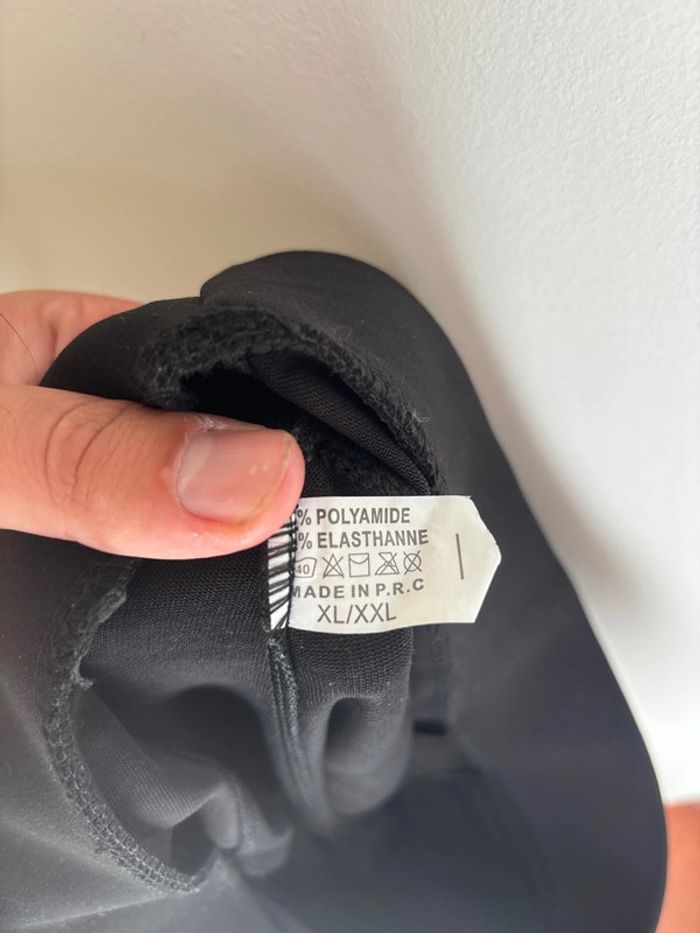 % POLYAMIDE
% ELASTHANNE
40
MADE IN P.R.C
XL/XXL